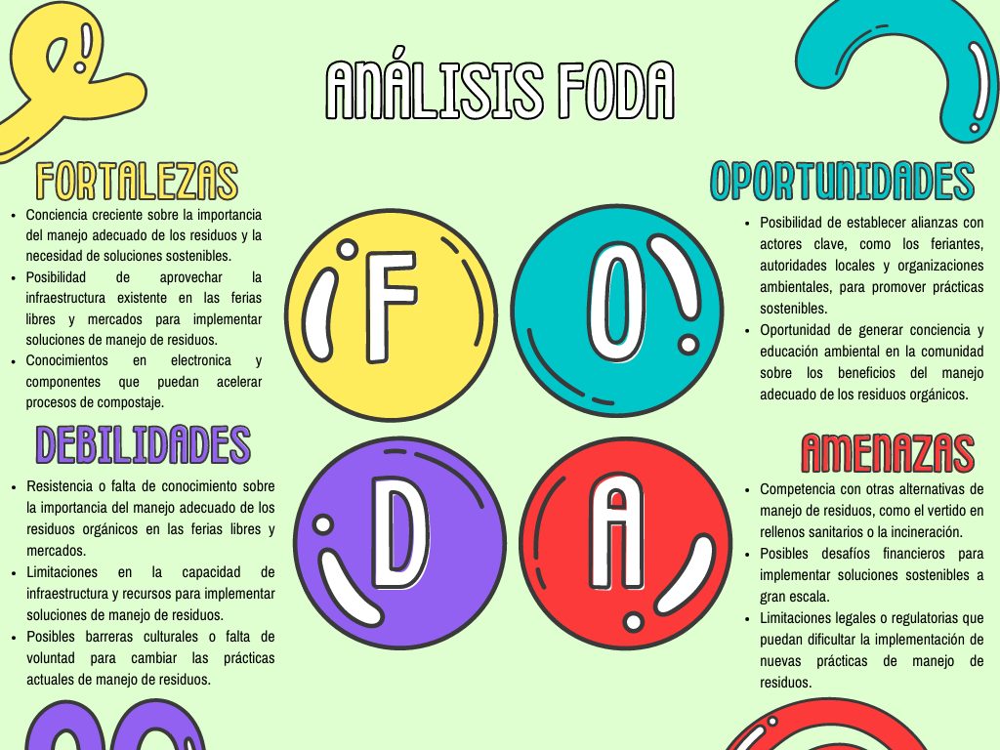 ANÁLISIS FODA
FORTALEZAS
• Conciencia creciente sobre la importancia
del manejo adecuado de los residuos y la
necesidad de soluciones sostenibles.
• Posibilidad de aprovechar la
infraestructura existente en las ferias
libres y mercados para implementar
soluciones de manejo de residuos.
• Conocimientos en electronica y
componentes que puedan acelerar
procesos de compostaje.
OPORTUNIDADES
• Posibilidad de establecer alianzas con
actores clave, como los feriantes,
autoridades locales y organizaciones
ambientales, para promover prácticas
sostenibles.
• Oportunidad de generar conciencia y
educación ambiental en la comunidad
sobre los beneficios del manejo
adecuado de los residuos orgánicos.
F
O
D
A
DEBILIDADES
• Resistencia o falta de conocimiento sobre
la importancia del manejo adecuado de los
residuos orgánicos en las ferias libres y
mercados.
• Limitaciones en la capacidad de
infraestructura y recursos para implementar
soluciones de manejo de residuos.
• Posibles barreras culturales o falta de
voluntad para cambiar las prácticas
actuales de manejo de residuos.
AMENAZAS
• Competencia con otras alternativas de
manejo de residuos, como el vertido en
rellenos sanitarios o la incineración.
• Posibles desafíos financieros para
implementar soluciones sostenibles a
gran escala.
• Limitaciones legales o regulatorias que
puedan dificultar la implementación de
nuevas prácticas de manejo de
residuos.